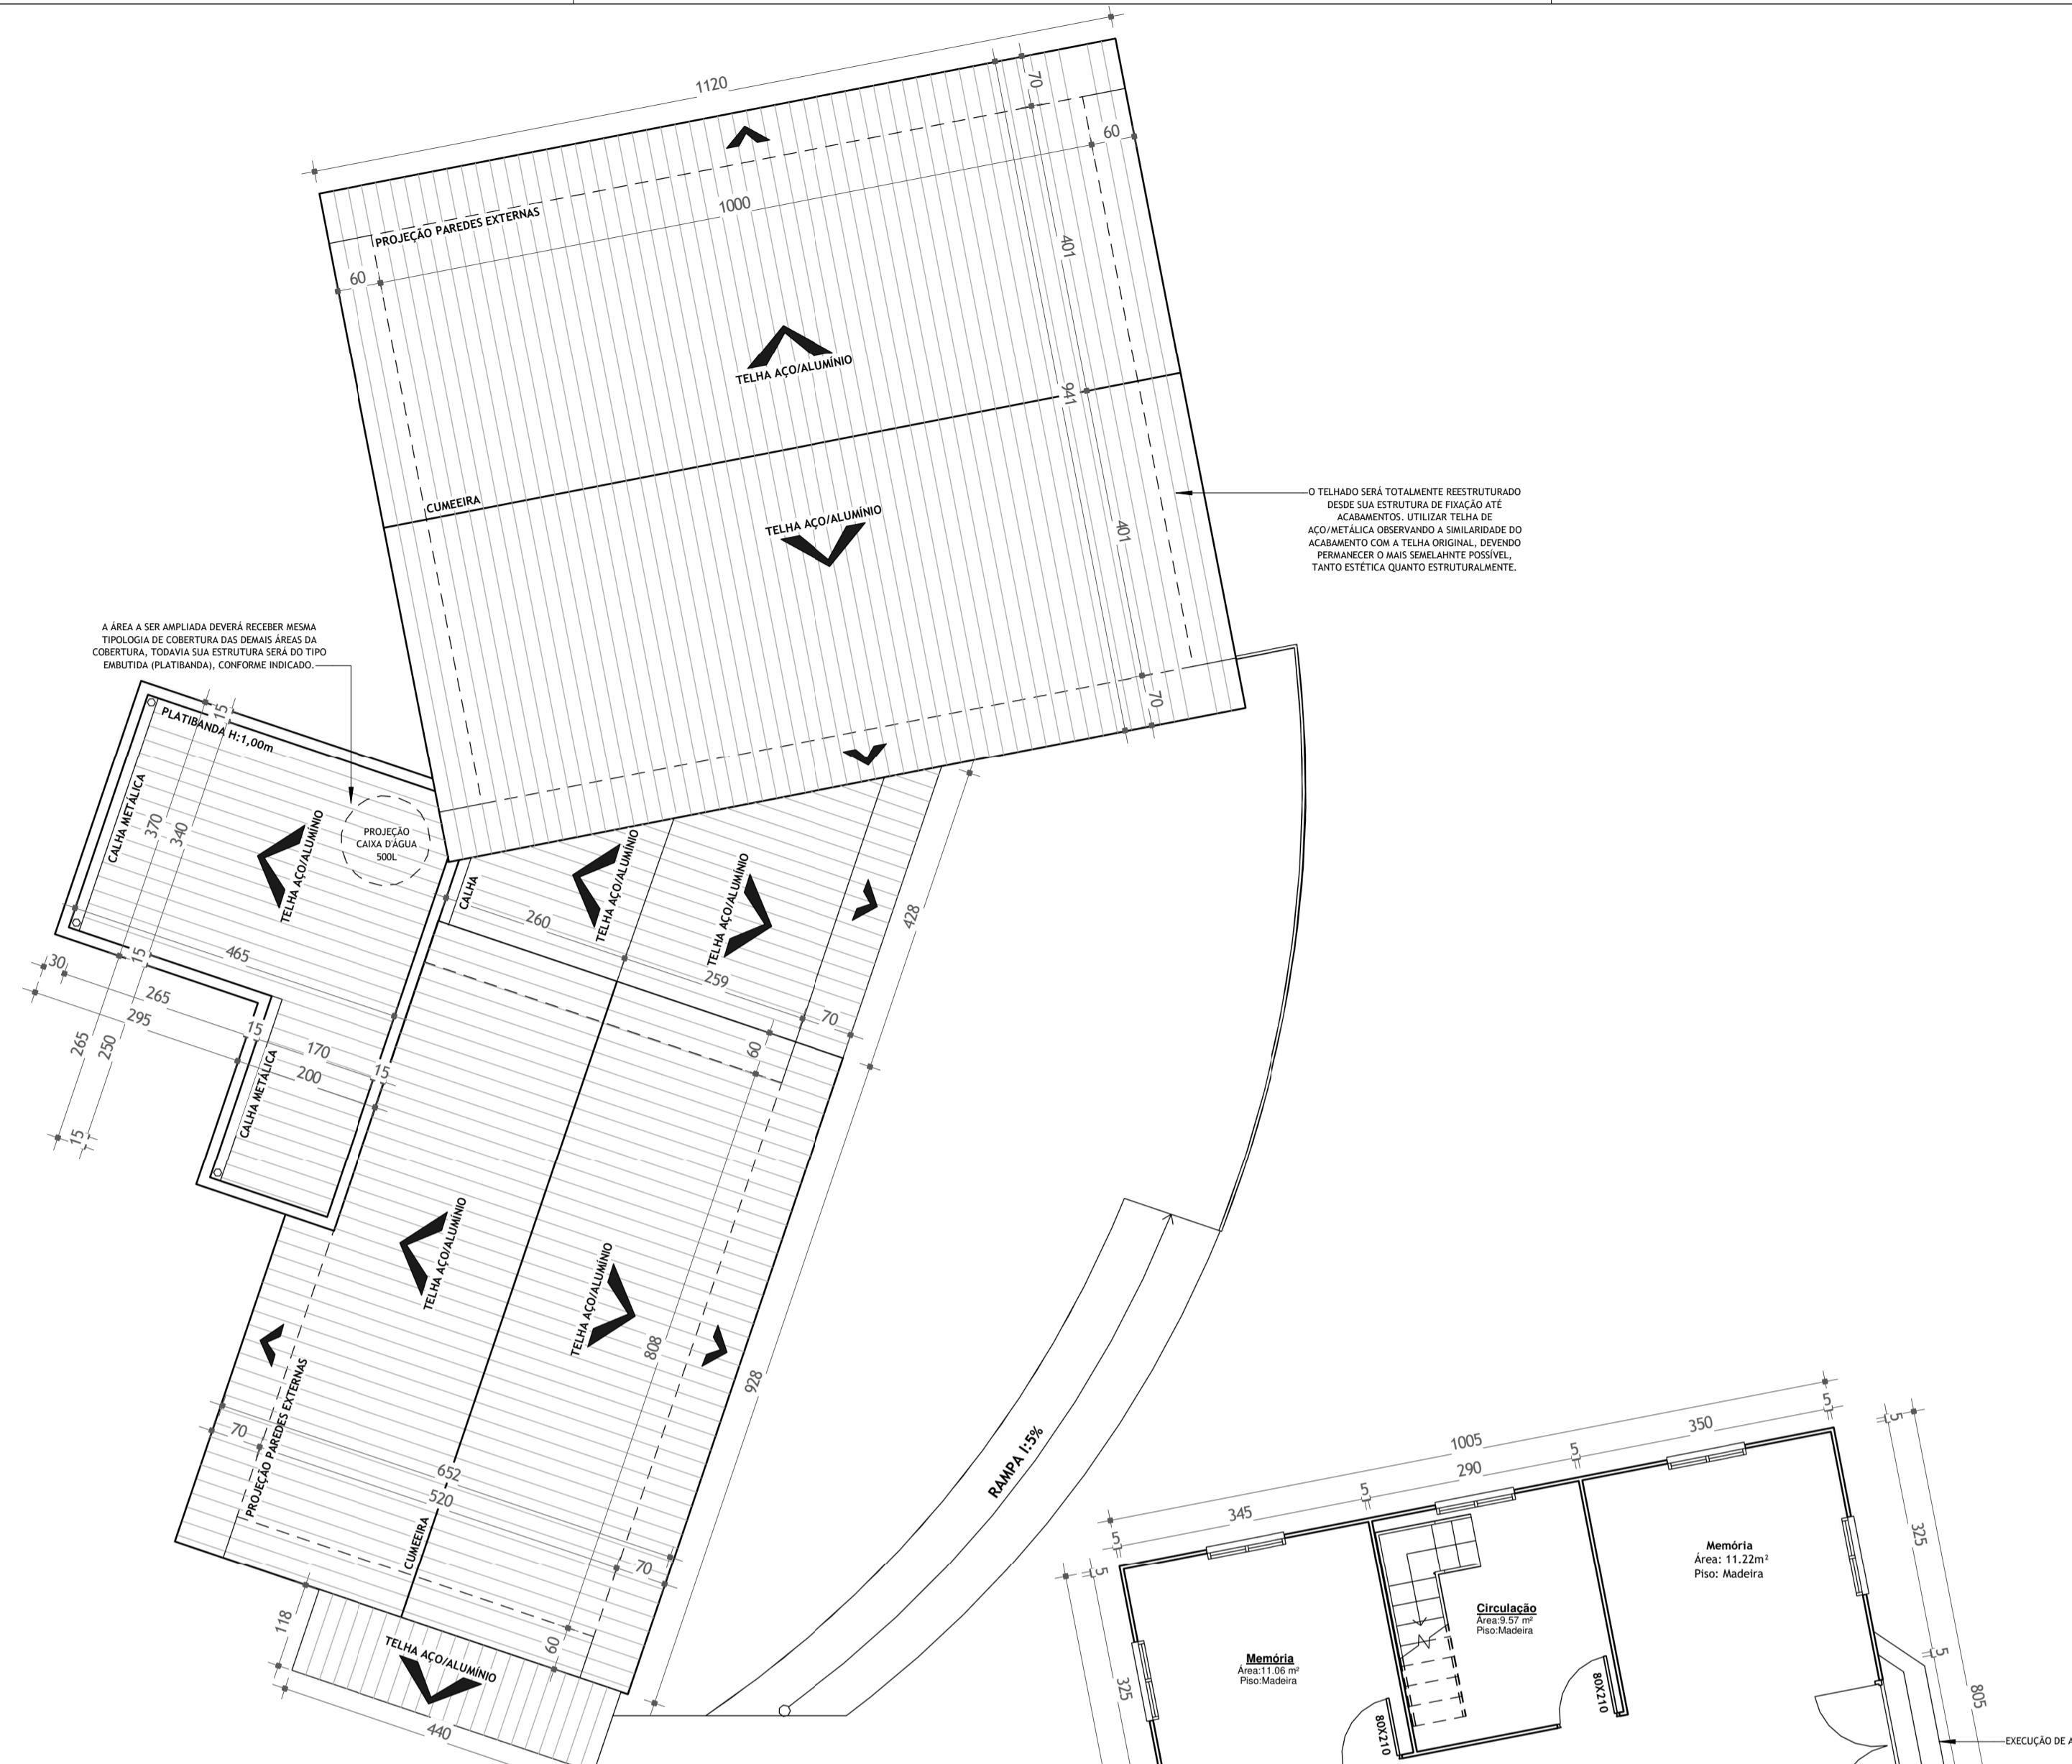 1120
70
60
1000
PROJEÇÃO PAREDES EXTERNAS
60
401
TELHA AÇO/ALUMÍNIO
941
CUMEEIRA
TELHA AÇO/ALUMÍNIO
401
70
O TELHADO SERÁ TOTALMENTE REESTRUTURADO
DESDE SUA ESTRUTURA DE FIXAÇÃO ATÉ
ACABAMENTOS. UTILIZAR TELHA DE
AÇO/METÁLICA OBSERVANDO A SIMILARIDADE DO
ACABAMENTO COM A TELHA ORIGINAL, DEVENDO
PERMANECER O MAIS SEMELAHNTE POSSÍVEL,
TANTO ESTÉTICA QUANTO ESTRUTURALMENTE.
A ÁREA A SER AMPLIADA DEVERÁ RECEBER MESMA
TIPOLOGIA DE COBERTURA DAS DEMAIS ÁREAS DA
COBERTURA, TODAVIA SUA ESTRUTURA SERÁ DO TIPO
EMBUTIDA (PLATIBANDA), CONFORME INDICADO.
15
PLATIBANDA H:1,00m
CALHA METÁLICA
370
340
TELHA AÇO/ALUMÍNIO
PROJEÇÃO
CAIXA D'ÁGUA
500L
CALHA
260
TELHA AÇO/ALUMÍNIO
TELHA AÇO/ALUMÍNIO
428
259
70
60
15
465
30
265
295
15
265
250
170
15
200
CALHA METÁLICA
15
TELHA AÇO/ALUMÍNIO
TELHA AÇO/ALUMÍNIO
808
928
PROJEÇÃO PAREDES EXTERNAS
70
652
520
CUMEEIRA
70
60
118
TELHA AÇO/ALUMÍNIO
440
RAMPA I:5%
1005
5
345
5
290
5
350
5
5
5
325
325
5
805
Memória
Área: 11.22m²
Piso: Madeira
Circulação
Área:9.57 m²
Piso:Madeira
Memória
Área:11.06 m²
Piso:Madeira
80X210
80X210
EXECUÇÃO DE